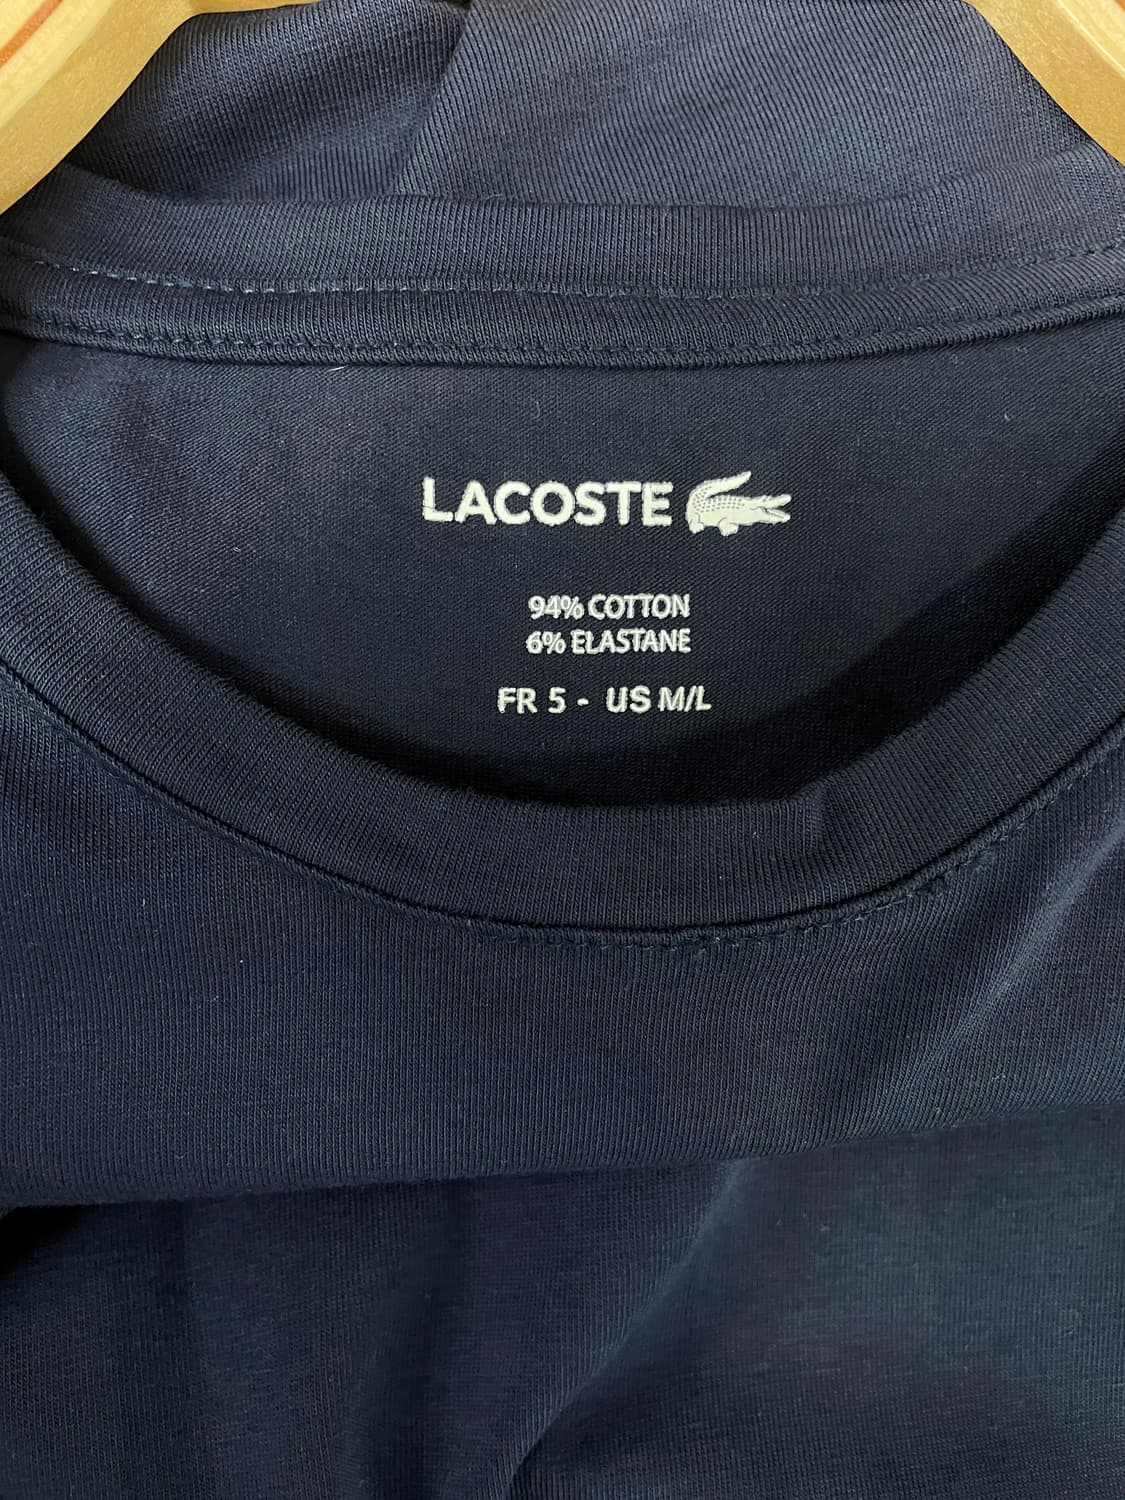 LACOSTE
94% COTTON
6% ELASTANE
FR 5 - US M/L